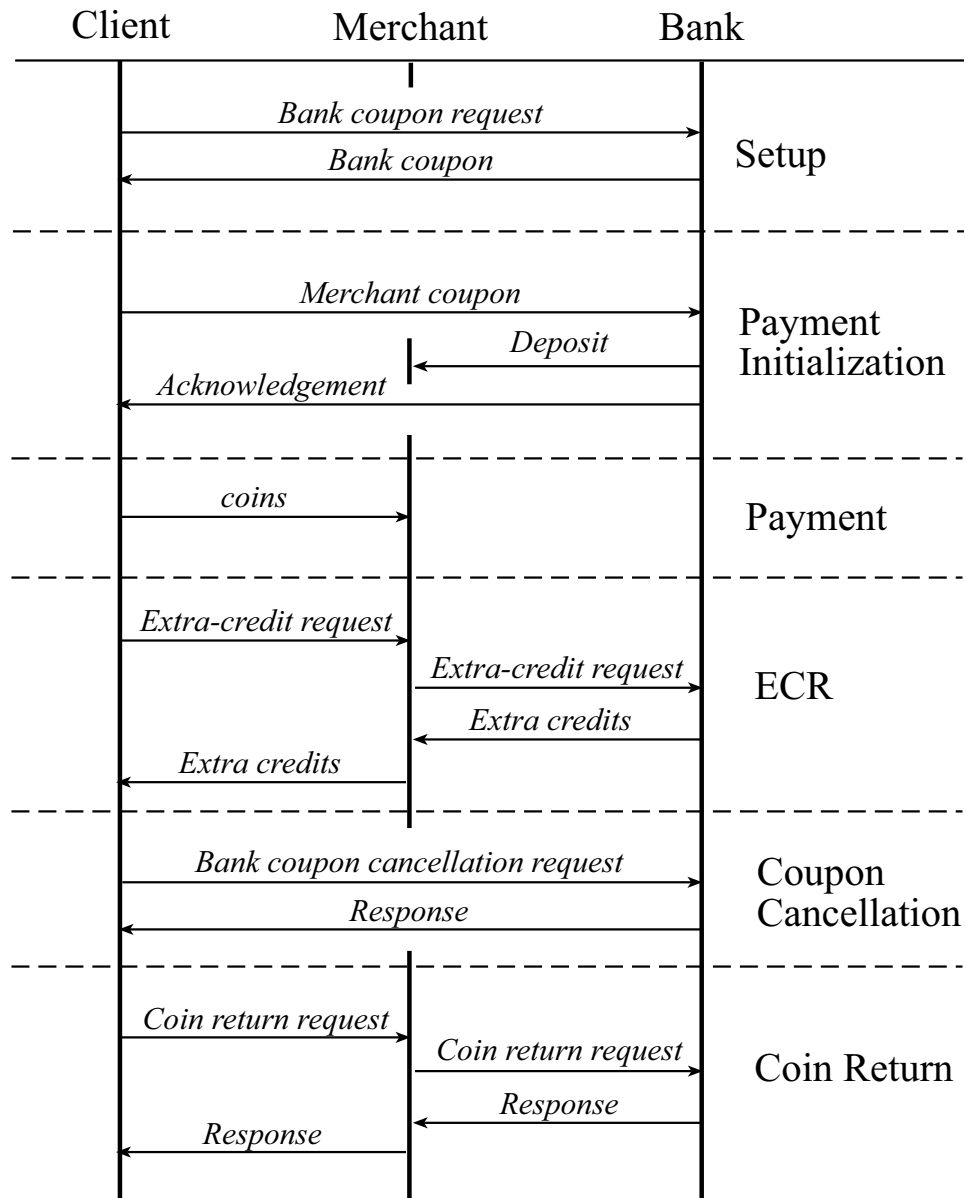 Client Merchant Bank
Bank coupon request
Bank coupon
Setup
Merchant coupon
Deposit
Acknowledgement
Payment
Initialization
coins
Payment
Extra-credit request
Extra-credit request
Extra credits
Extra credits
ECR
Bank coupon cancellation request
Response
Coupon
Cancellation
Coin return request
Coin return request
Response
Response
Coin Return